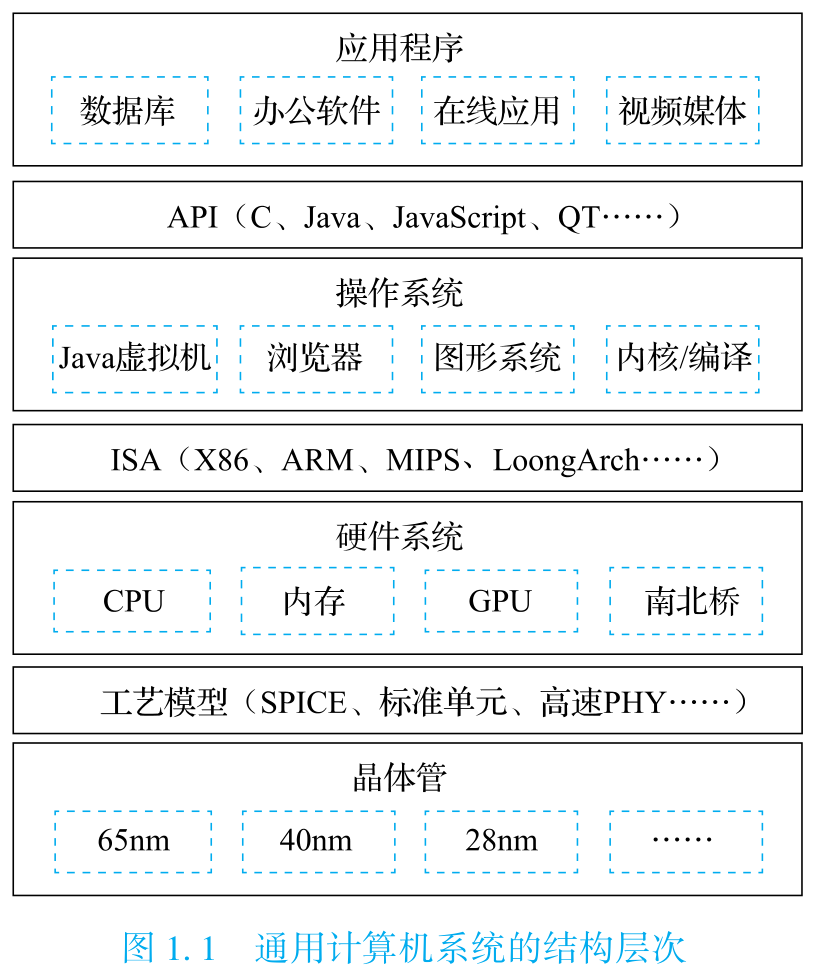 应用程序
数据库 办公软件 在线应用 视频媒体
API（C、Java、JavaScript、QT……）
操作系统
Java虚拟机 浏览器 图形系统 内核/编译
ISA（X86、ARM、MIPS、LoongArch……）
硬件系统
CPU 内存 GPU 南北桥
工艺模型（SPICE、标准单元、高速PHY……）
晶体管
65nm 40nm 28nm ……
图 1.1 通用计算机系统的结构层次